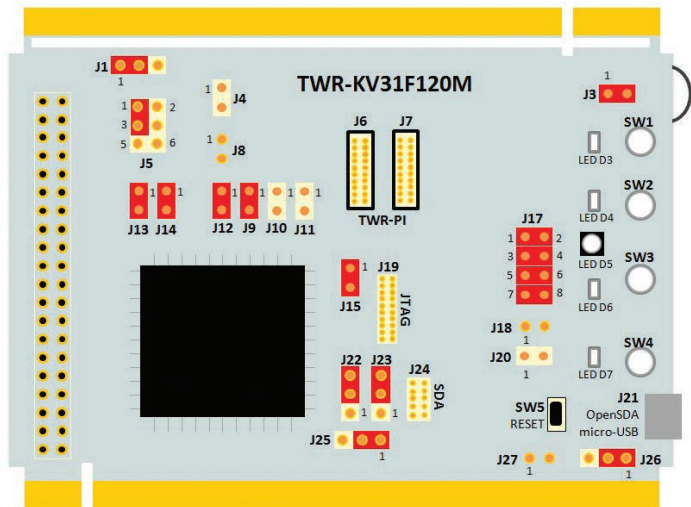 TWR-KV31F120M
J1
1
1
J4
J3
1
1
2
3
5
6
J5
1
J8
J6
J7
TWR-PI
SW1
LED D3
SW2
LED D4
1
J13
1
J14
1
J12
1
J9
1
J10
1
J11
J17
1
2
3
4
5
6
7
8
LED D5
SW3
LED D6
1
J15
J19
JTAG
J18
1
J20
1
SW4
LED D7
J22
J23
J24
1
1
SDA
J25
1
SW5
RESET
J21
OpenSDA
micro-USB
J27
1
J26
1